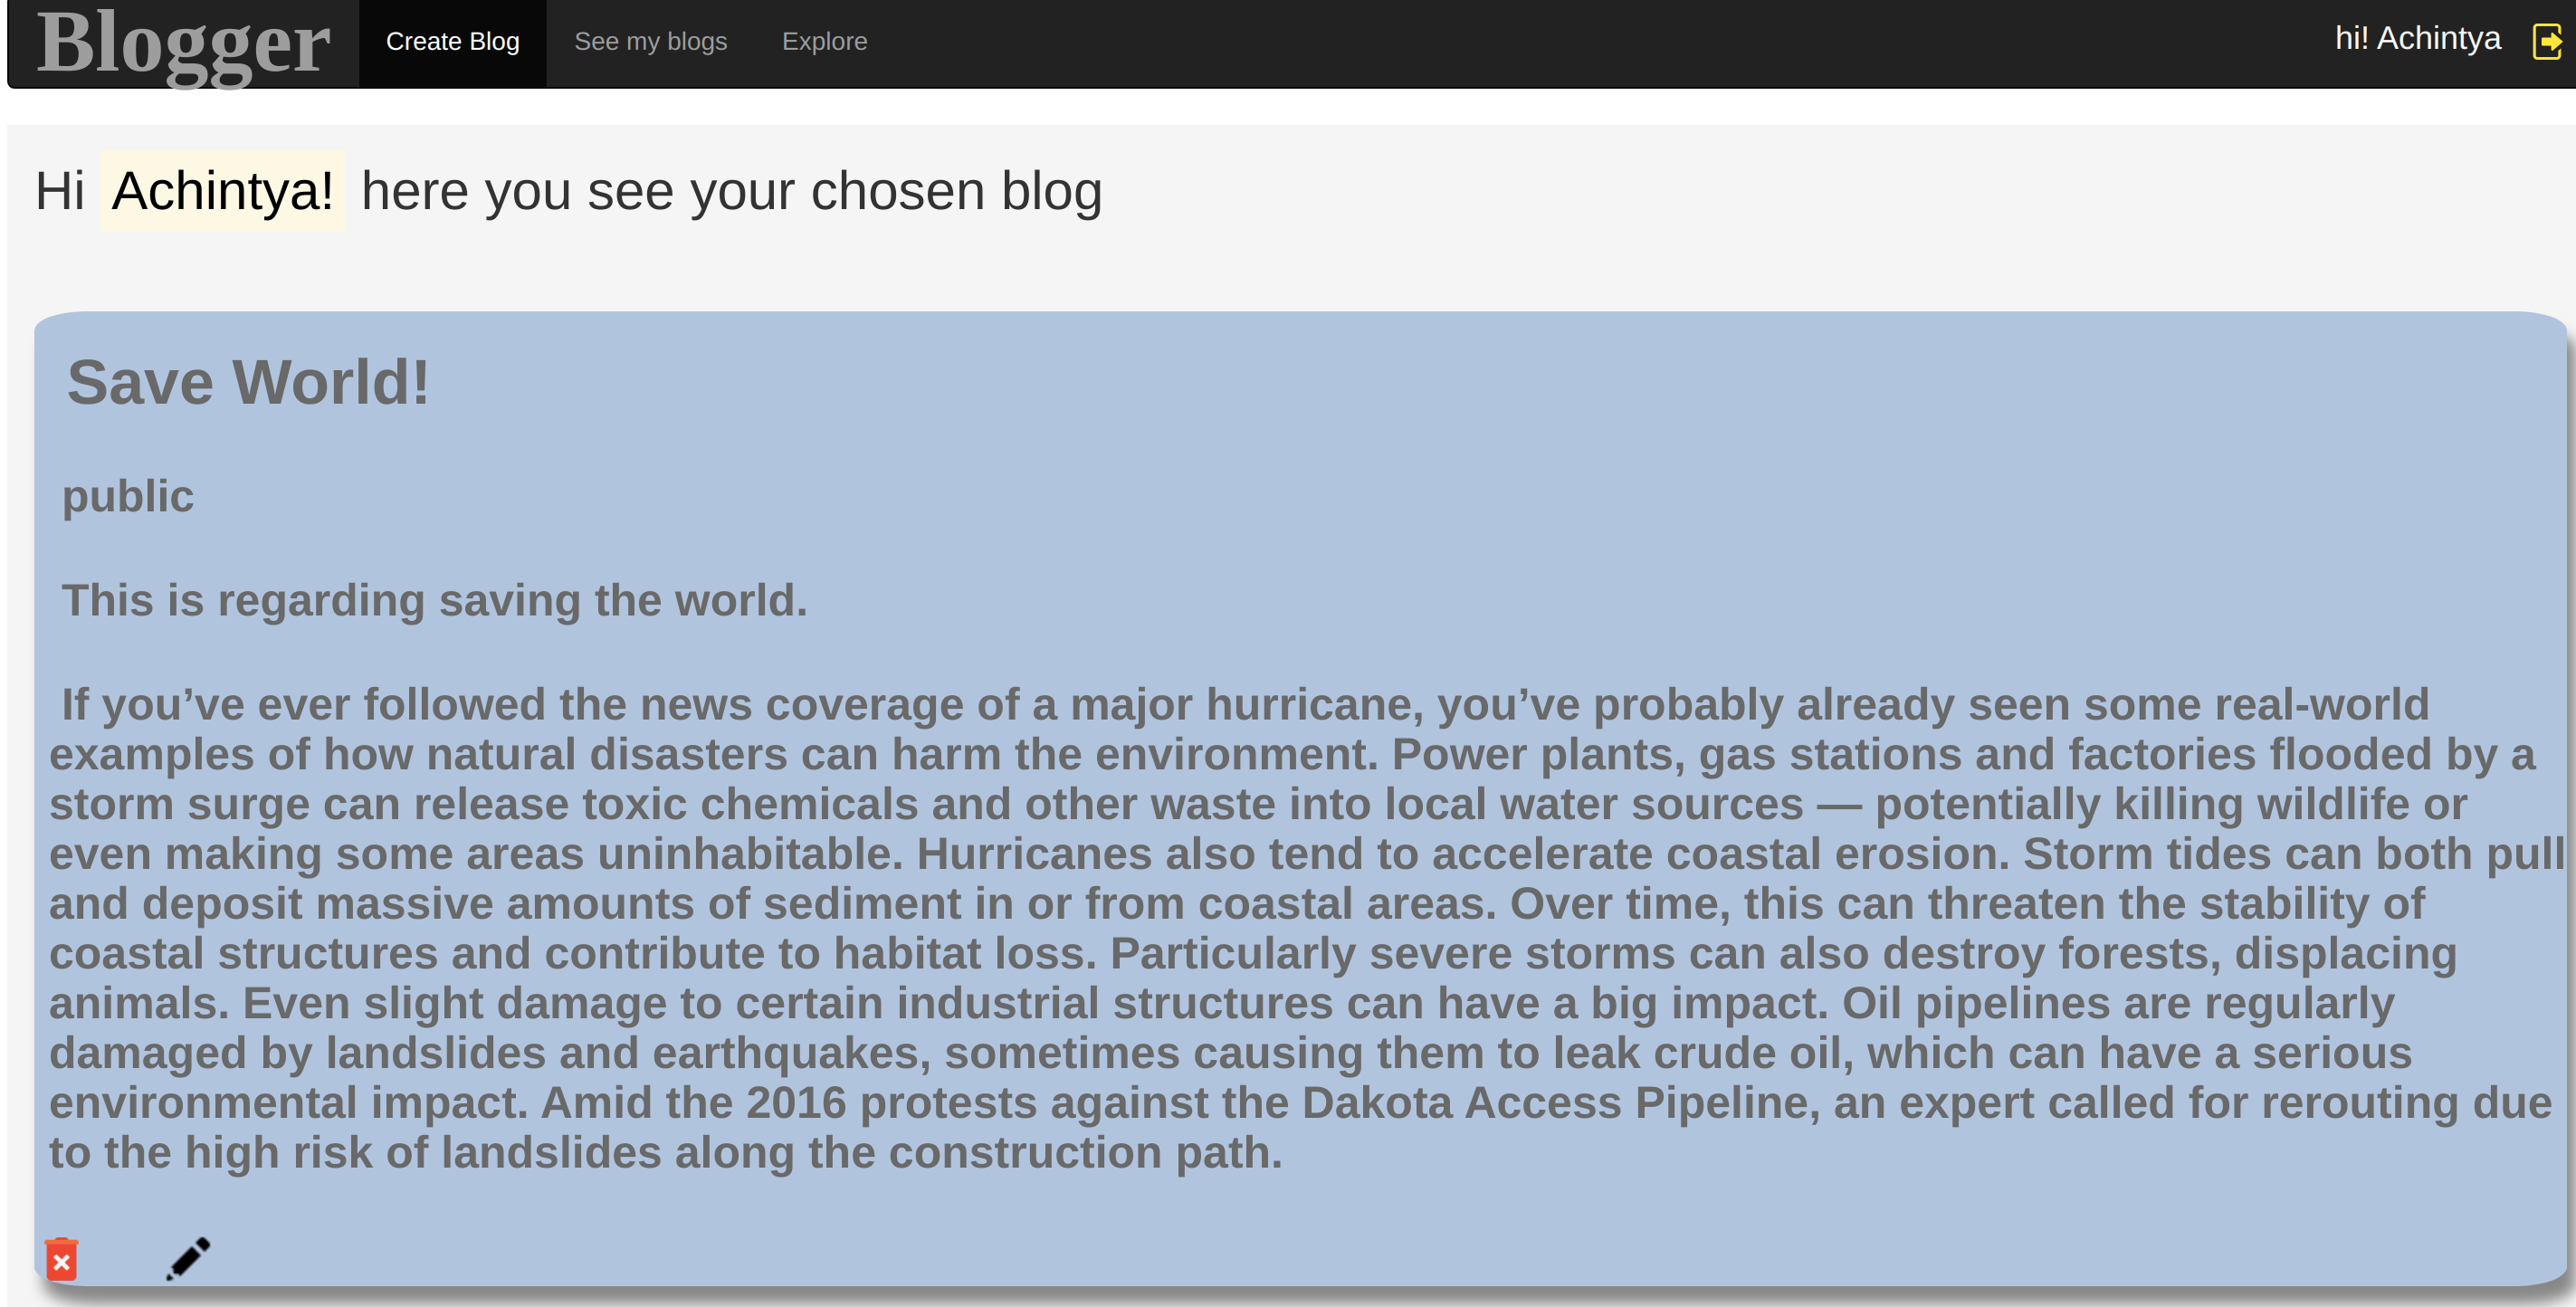 Blogger Create Blog See my blogs Explore hi! Achintya
Hi Achintya! here you see your chosen blog
Save World!
public
This is regarding saving the world.
If you’ve ever followed the news coverage of a major hurricane, you’ve probably already seen some real-world
examples of how natural disasters can harm the environment. Power plants, gas stations and factories flooded by a
storm surge can release toxic chemicals and other waste into local water sources — potentially killing wildlife or
even making some areas uninhabitable. Hurricanes also tend to accelerate coastal erosion. Storm tides can both pull
and deposit massive amounts of sediment in or from coastal areas. Over time, this can threaten the stability of
coastal structures and contribute to habitat loss. Particularly severe storms can also destroy forests, displacing
animals. Even slight damage to certain industrial structures can have a big impact. Oil pipelines are regularly
damaged by landslides and earthquakes, sometimes causing them to leak crude oil, which can have a serious
environmental impact. Amid the 2016 protests against the Dakota Access Pipeline, an expert called for rerouting due
to the high risk of landslides along the construction path.